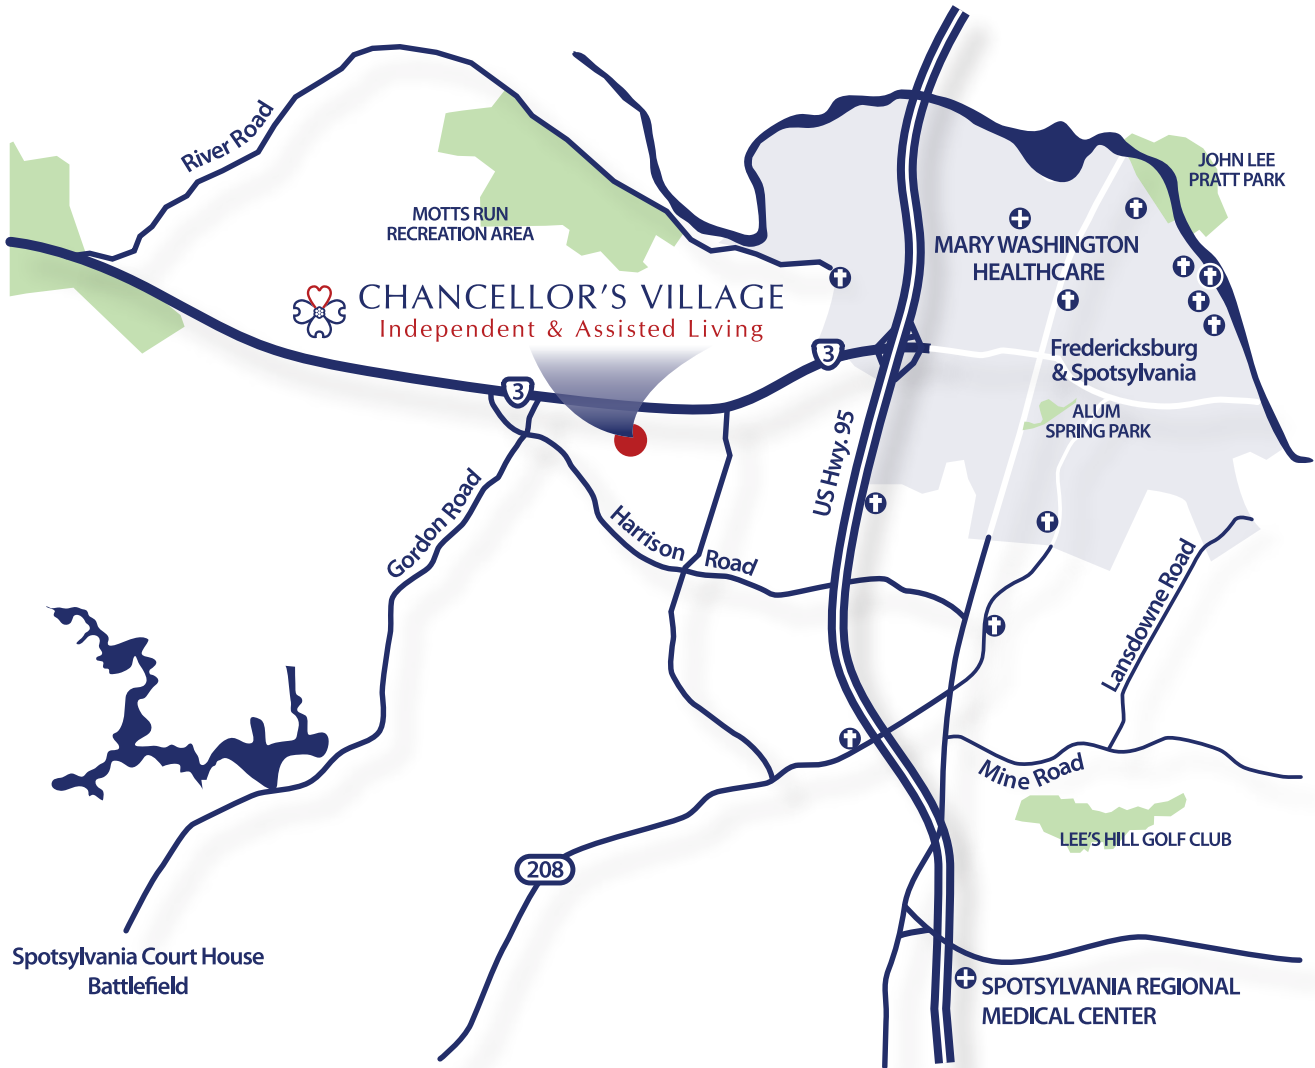 River Road
JOHN LEE
PRATT PARK
MOTTS RUN
RECREATION AREA
MARY WASHINGTON
HEALTHCARE
CHANCELLOR'S VILLAGE
Independent & Assisted Living
3
3
Fredericksburg
& Spotsylvania
ALUM
SPRING PARK
US Hwy. 95
Gordon Road
Harrison Road
Lansdowne Road
Mine Road
LEE'S HILL GOLF CLUB
208
Spotsylvania Court House
Battlefield
SPOTSYLVANIA REGIONAL
MEDICAL CENTER